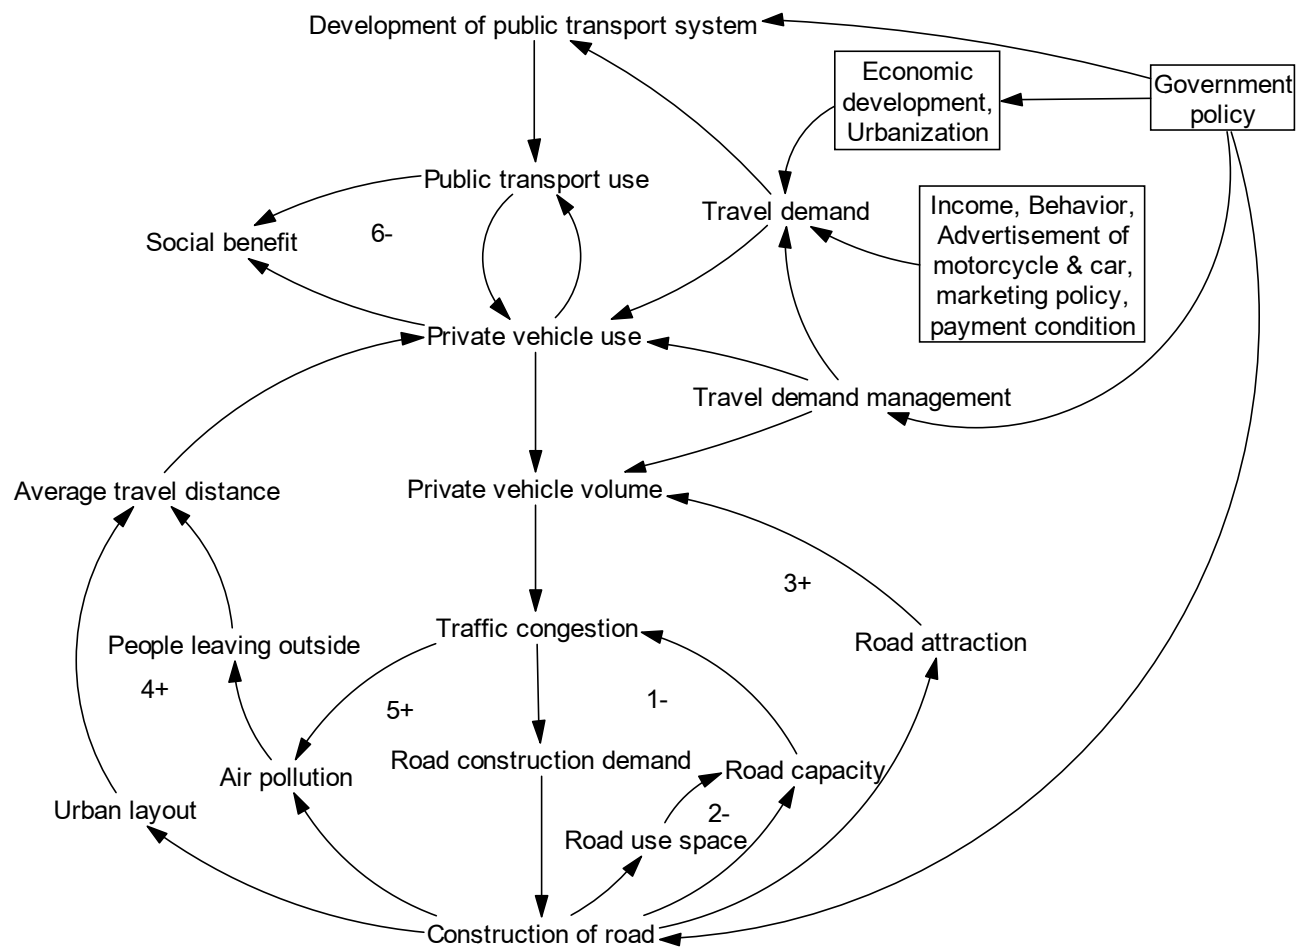 Development of public transport system
Economic
development,
Urbanization
Government
policy
Public transport use
Travel demand
Income, Behavior,
Advertisement of
motorcycle & car,
marketing policy,
payment condition
Social benefit
6-
Private vehicle use
Travel demand management
Average travel distance
Private vehicle volume
3+
Traffic congestion
Road attraction
People leaving outside
4+
5+
1-
Road construction demand
Road capacity
Air pollution
Urban layout
2-
Road use space
Construction of road